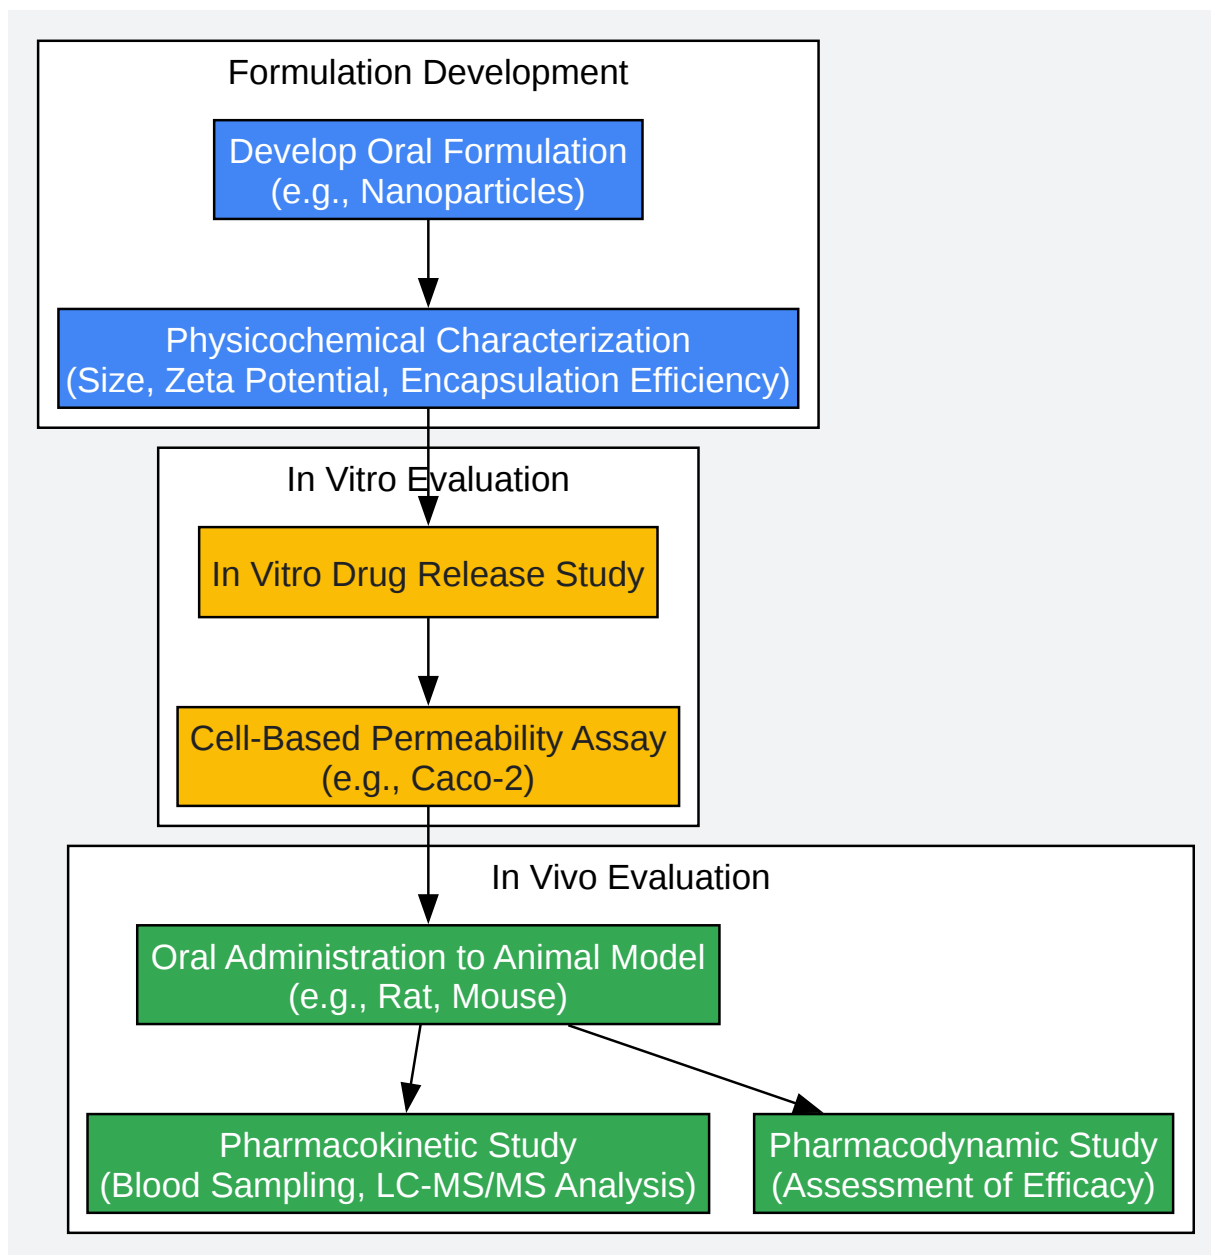 Formulation Development
Develop Oral Formulation
(e.g., Nanoparticles)
Physicochemical Characterization
(Size, Zeta Potential, Encapsulation Efficiency)
In Vitro Evaluation
In Vitro Drug Release Study
Cell-Based Permeability Assay
(e.g., Caco-2)
In Vivo Evaluation
Oral Administration to Animal Model
(e.g., Rat, Mouse)
Pharmacokinetic Study
(Blood Sampling, LC-MS/MS Analysis)
Pharmacodynamic Study
(Assessment of Efficacy)